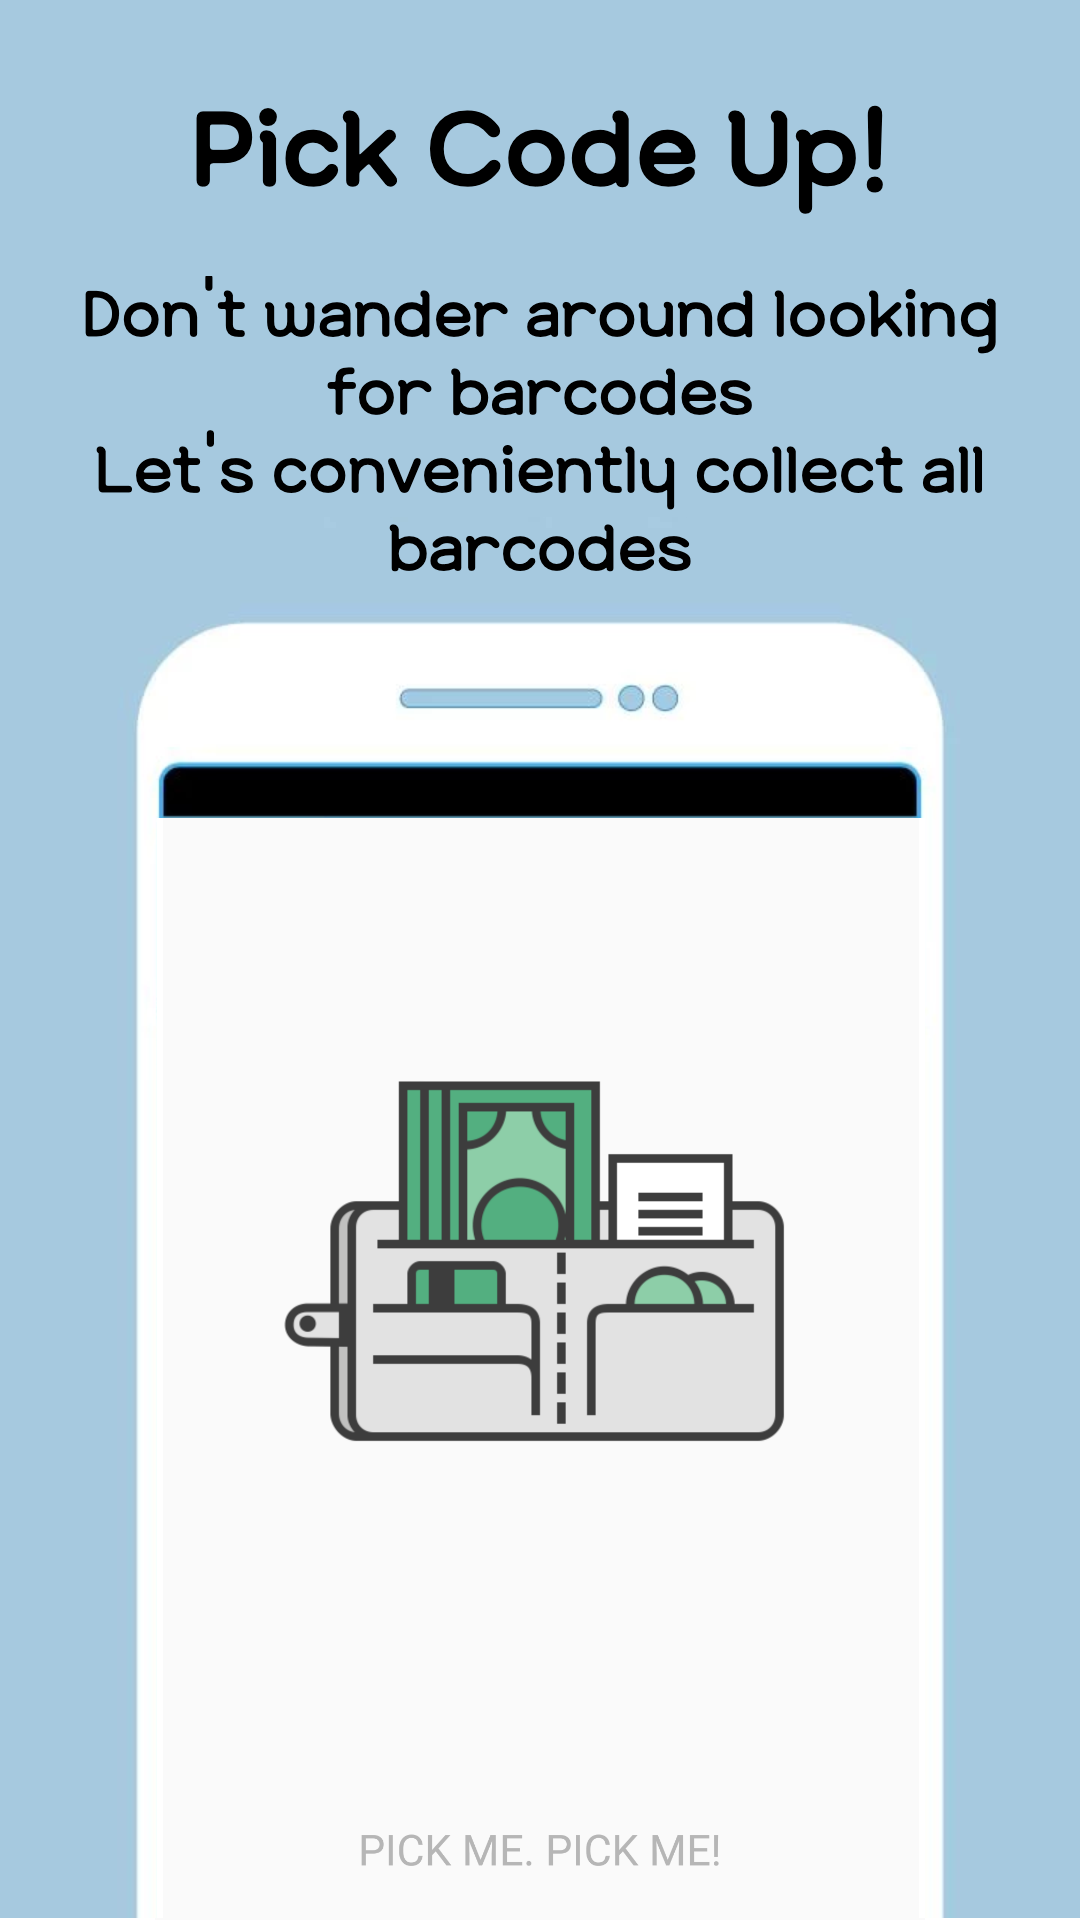 Pick Code Up!
Don't wander around looking
for barcodes
Let's conveniently collect all
barcodes
PICK ME. PICK ME!